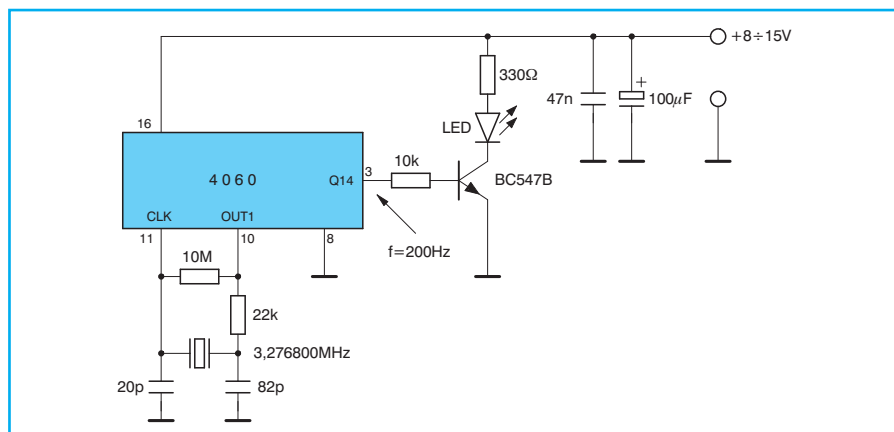 +8÷15V
330Ω
47n
+
100µF
LED
16
4060
Q14
3
10k
BC547B
CLK
OUT1
11
10
8
f=200Hz
10M
22k
3,276800MHz
20p
82p